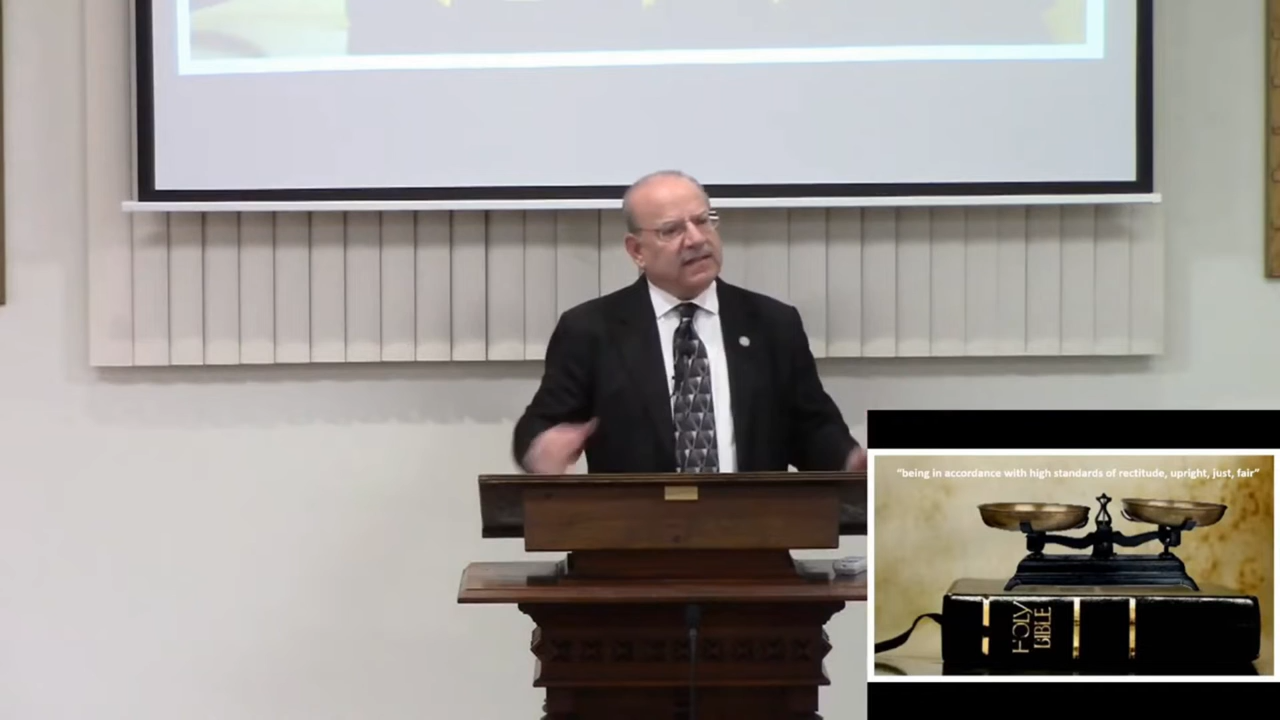 "being in accordance with high standards of rectitude, upright, just, fair"
HOLY
BIBLE